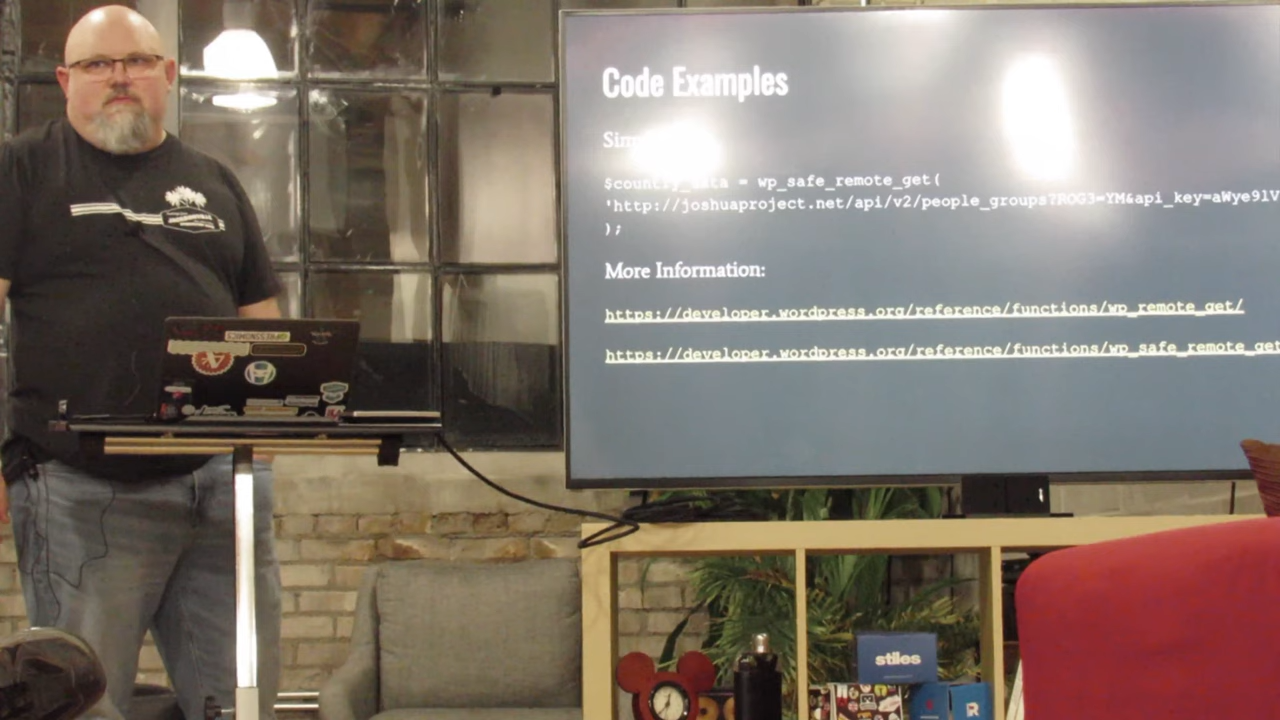 Code Examples
$country_data = wp_safe_remote_get(
'http://joshuaproject.net/api/v2/people_groups?ROG3=YM&api_key=aWye9lV
);
More Information:
https://developer.wordpress.org/reference/functions/wp_remote_get/
https://developer.wordpress.org/reference/functions/wp_safe_remote_get
PRESSNOMICS
stiles
R